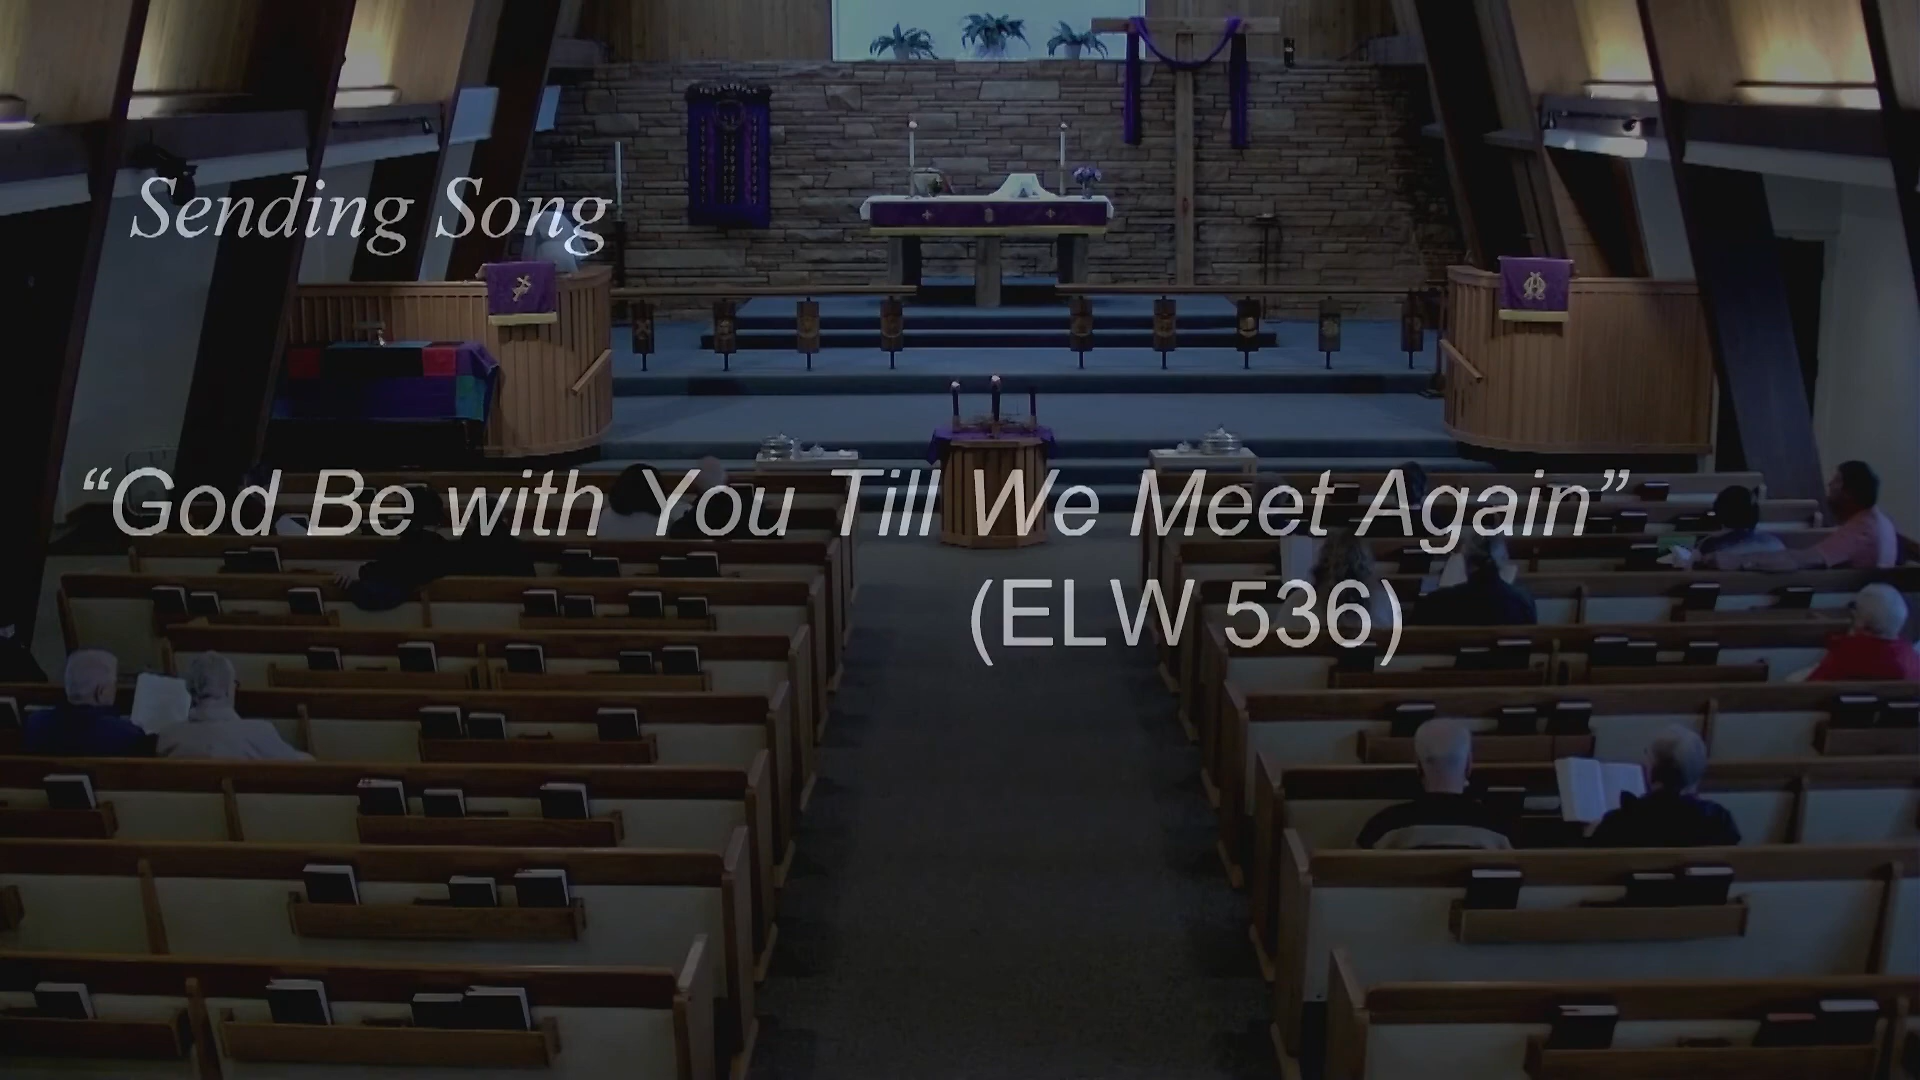 Sending Song
“God Be with You Till We Meet Again”
(ELW 536)